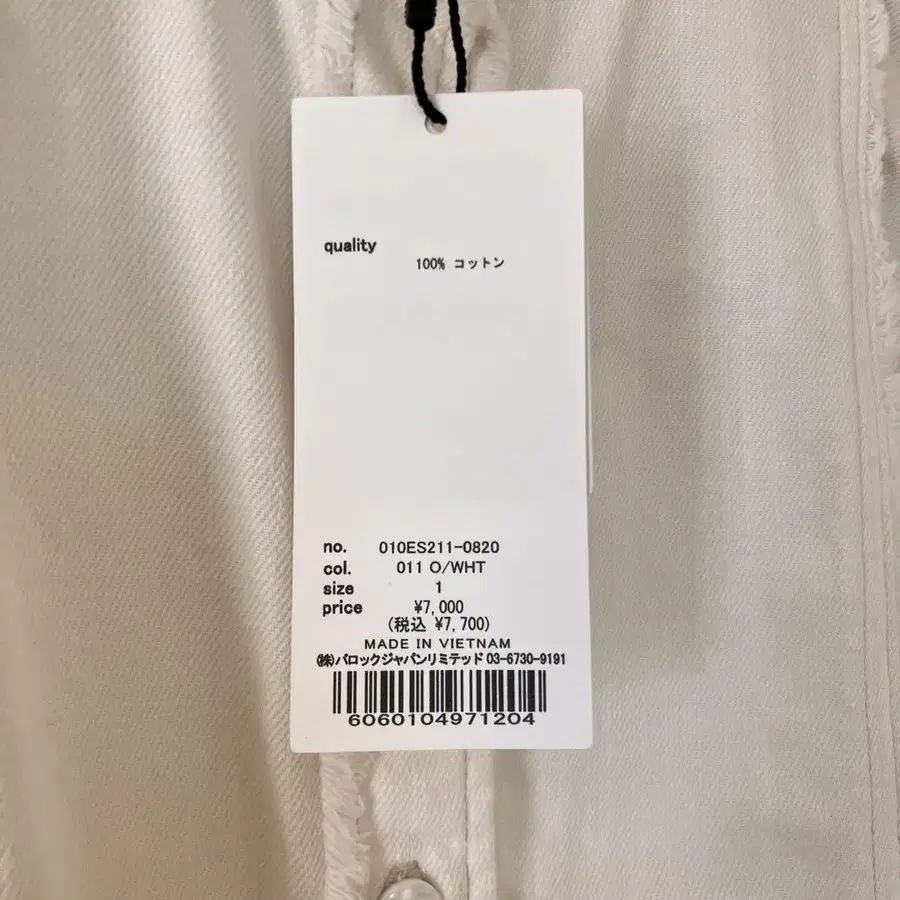 quality
100% コットン
no. 010ES211-0820
col. 011 O/WHT
size 1
price ¥7,000
(税込 ¥7,700)
MADE IN VIETNAM
㈱バロックジャパンリミテッド 03-6730-9191
6060104971204